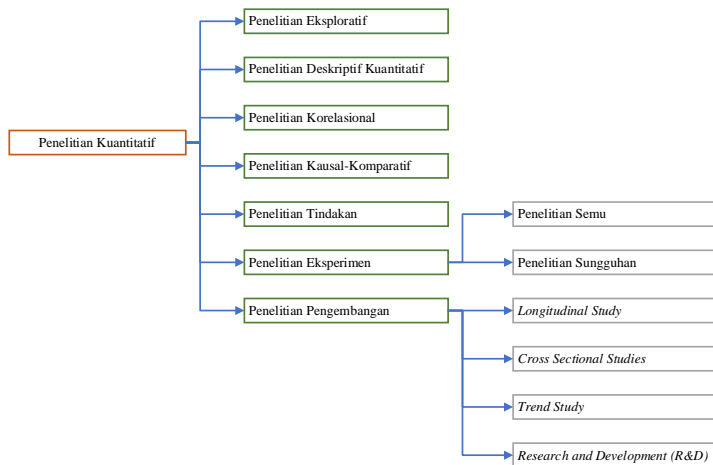 Penelitian Kuantitatif
Penelitian Eksploratif
Penelitian Deskriptif Kuantitatif
Penelitian Korelasional
Penelitian Kausal-Komparatif
Penelitian Tindakan
Penelitian Eksperimen
Penelitian Semu
Penelitian Sungguhan
Penelitian Pengembangan
Longitudinal Study
Cross Sectional Studies
Trend Study
Research and Development (R&D)